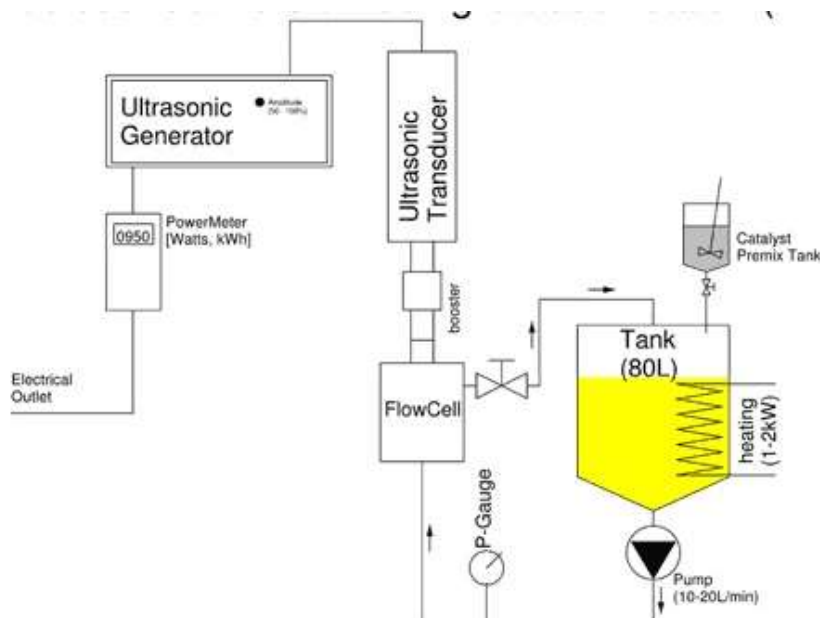 Ultrasonic
Generator
Amplitude
Ultrasonic
Transducer
PowerMeter
[Watts, kWh]
0950
booster
Catalyst
Premix Tank
Electrical
Outlet
FlowCell
Tank
(80L)
heating
(1-2kW)
P-Gauge
Pump
(10-20L/min)